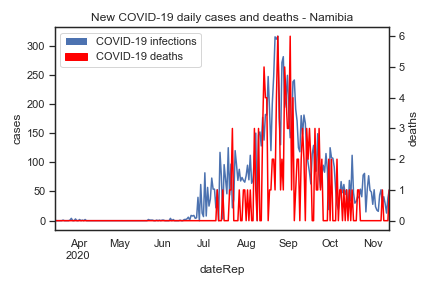 New COVID-19 daily cases and deaths - Namibia
COVID-19 infections
COVID-19 deaths
cases
300
250
200
150
100
50
0
deaths
6
5
4
3
2
1
0
Apr May Jun Jul Aug Sep Oct Nov
2020
dateRep